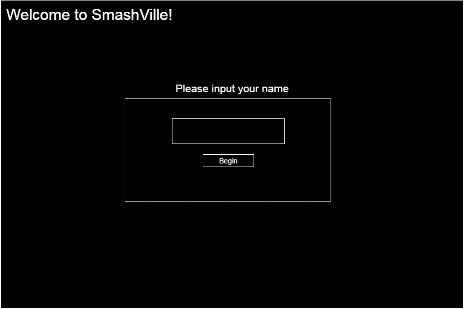 Welcome to SmashVille!
Please input your name
Begin